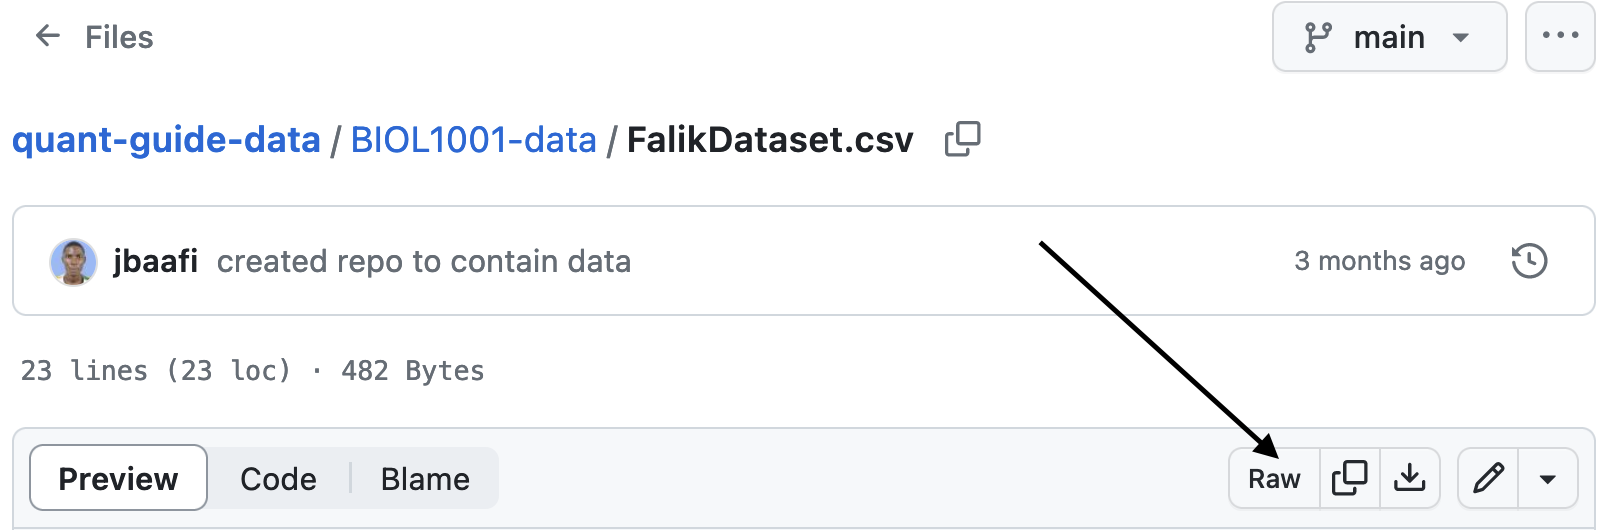 Files
main
quant-guide-data / BIOL1001-data / FalikDataset.csv
jbaafi created repo to contain data
3 months ago
23 lines (23 loc) · 482 Bytes
Preview
Code
Blame
Raw